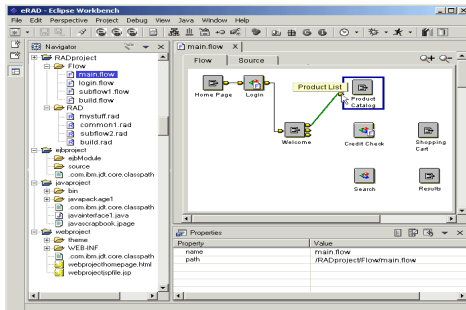 eRAD - Eclipse Workbench
File Edit Perspective Project Debug View Java Window Help
Navigator
RADproject
Flow
main.flow
login.flow
subflow1.flow
build.flow
RAD
mystuff.rad
common1.rad
subflow2.rad
build.rad
ejbproject
ejbModule
source
.com.ibm.jdt.core.classpath
javaproject
bin
javapackage1
.com.ibm.jdt.core.classpath
javainterface1.java
javascrapbook.jpage
webproject
theme
WEB-INF
.com.ibm.jdt.core.classpath
webprojecthomepage.html
webprojectjspfile.jsp
main.flow X
Flow Source
Home Page
Login
Product List
Product
Catalog
Welcome
Credit Check
Shopping
Cart
Search
Results
Properties
Property Value
name main.flow
path /RADproject/Flow/main.flow